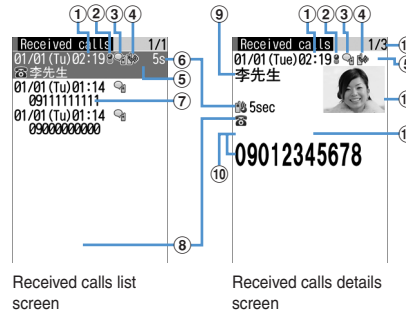 ① ② ③ ④
Received calls 1/1
01/01(Tu)02:19 5s
李先生
01/01(Tu)01:14
09111111111
01/01(Tu)01:14
09000000000
⑥
⑤
⑦
⑧
Received calls list
screen
⑨ ① ② ③ ④
Received calls 1/3
01/01(Tue)02:19
李先生
5sec
⑩
09012345678
Received calls details
screen